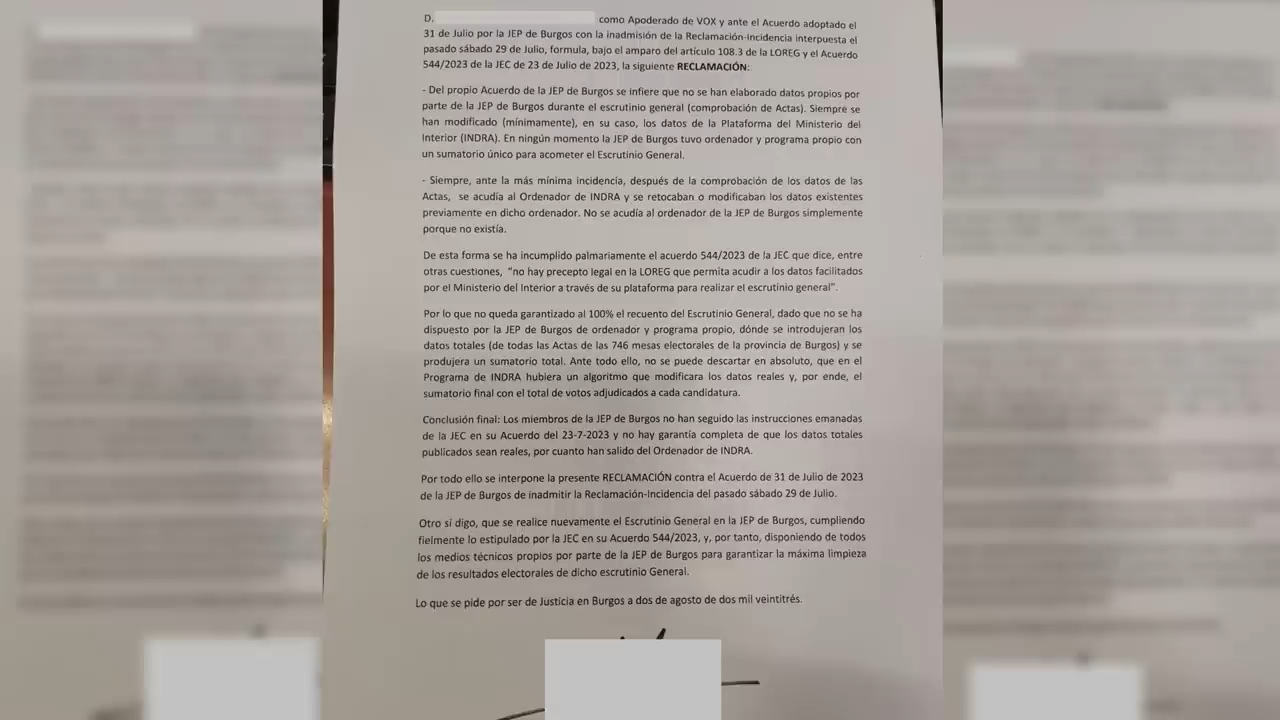 D. como Apoderado de VOX y ante el Acuerdo adoptado el
31 de Julio por la JEP de Burgos con la inadmisión de la Reclamación-Incidencia interpuesta el
pasado sábado 29 de Julio, formula, bajo el amparo del artículo 108.3 de la LOREG y el Acuerdo
544/2023 de la JEC de 23 de Julio de 2023, la siguiente RECLAMACIÓN:
- Del propio Acuerdo de la JEP de Burgos se infiere que no se han elaborado datos propios por
parte de la JEP de Burgos durante el escrutinio general (comprobación de Actas). Siempre se
han modificado (mínimamente), en su caso, los datos de la Plataforma del Ministerio del
Interior (INDRA). En ningún momento la JEP de Burgos tuvo ordenador y programa propio con
un sumatorio único para acometer el Escrutinio General.
- Siempre, ante la más mínima incidencia, después de la comprobación de los datos de las
Actas, se acudía al Ordenador de INDRA y se retocaban o modificaban los datos existentes
previamente en dicho ordenador. No se acudía al ordenador de la JEP de Burgos simplemente
porque no existía.
De esta forma se ha incumplido palmariamente el acuerdo 544/2023 de la JEC que dice, entre
otras cuestiones, "no hay precepto legal en la LOREG que permita acudir a los datos facilitados
por el Ministerio del Interior a través de su plataforma para realizar el escrutinio general".
Por lo que no queda garantizado al 100% el recuento del Escrutinio General, dado que no se ha
dispuesto por la JEP de Burgos de ordenador y programa propio, dónde se introdujeran los
datos totales (de todas las Actas de las 746 mesas electorales de la provincia de Burgos) y se
produjera un sumatorio total. Ante todo ello, no se puede descartar en absoluto, que en el
Programa de INDRA hubiera un algoritmo que modificara los datos reales y, por ende, el
sumatorio final con el total de votos adjudicados a cada candidatura.
Conclusión final: Los miembros de la JEP de Burgos no han seguido las instrucciones emanadas
de la JEC en su Acuerdo del 23-7-2023 y no hay garantía completa de que los datos totales
publicados sean reales, por cuanto han salido del Ordenador de INDRA.
Por todo ello se interpone la presente RECLAMACIÓN contra el Acuerdo de 31 de Julio de 2023
de la JEP de Burgos de inadmitir la Reclamación-Incidencia del pasado sábado 29 de Julio.
Otro sí digo, que se realice nuevamente el Escrutinio General en la JEP de Burgos, cumpliendo
fielmente lo estipulado por la JEC en su Acuerdo 544/2023, y, por tanto, disponiendo de todos
los medios técnicos propios por parte de la JEP de Burgos para garantizar la máxima limpieza
de los resultados electorales de dicho escrutinio General.
Lo que se pide por ser de Justicia en Burgos a dos de agosto de dos mil veintitrés.